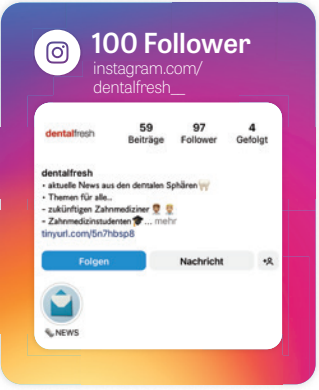 100 Follower
instagram.com/
dentalfresh__
dentalfresh
59 97 4
Beiträge Follower Gefolgt
dentalfresh
• aktuelle News aus den dentalen Sphären🦷
• Themen für alle..
- zukünftigen Zahnmediziner
- Zahnmedizinstudenten🎓... mehr
tinyurl.com/5n7hbsp8
Folgen Nachricht
NEWS